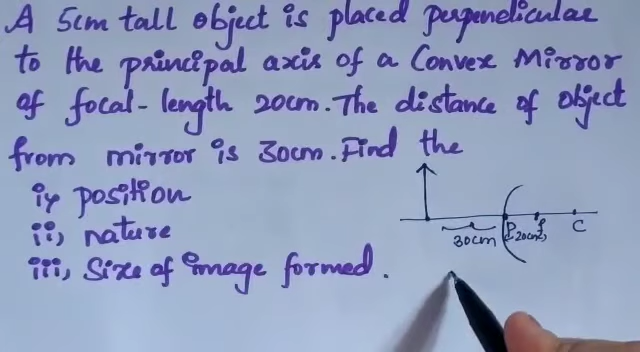 A 5cm tall object is placed perpendicular
to the principal axis of a Convex Mirror
of focal-length 20cm. The distance of object
from mirror is 30cm. Find the
i, position
ii, nature
iii, Size of image formed.
30cm P 20cm f C